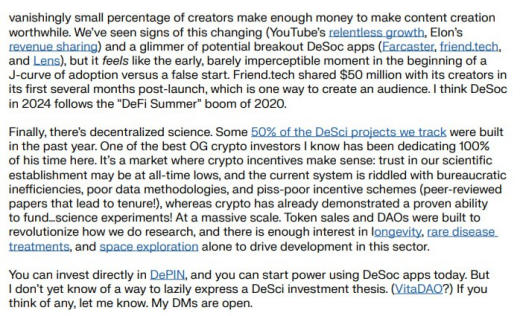 vanishingly small percentage of creators make enough money to make content creation
worthwhile. We've seen signs of this changing (YouTube's relentless growth, Elon's
revenue sharing) and a glimmer of potential breakout DeSoc apps (Farcaster, friend.tech,
and Lens), but it feels like the early, barely imperceptible moment in the beginning of a
J-curve of adoption versus a false start. Friend.tech shared $50 million with its creators in
its first several months post-launch, which is one way to create an audience. I think DeSoc
in 2024 follows the "DeFi Summer" boom of 2020.
Finally, there's decentralized science. Some 50% of the DeSci projects we track were built
in the past year. One of the best OG crypto investors I know has been dedicating 100%
of his time here. It's a market where crypto incentives make sense: trust in our scientific
establishment may be at all-time lows, and the current system is riddled with bureaucratic
inefficiencies, poor data methodologies, and piss-poor incentive schemes (peer-reviewed
papers that lead to tenure!), whereas crypto has already demonstrated a proven ability
to fund…science experiments! At a massive scale. Token sales and DAOs were built to
revolutionize how we do research, and there is enough interest in longevity, rare disease
treatments, and space exploration alone to drive development in this sector.
You can invest directly in DePIN, and you can start power using DeSoc apps today. But
I don't yet know of a way to lazily express a DeSci investment thesis. (VitaDAO?) If you
think of any, let me know. My DMs are open.